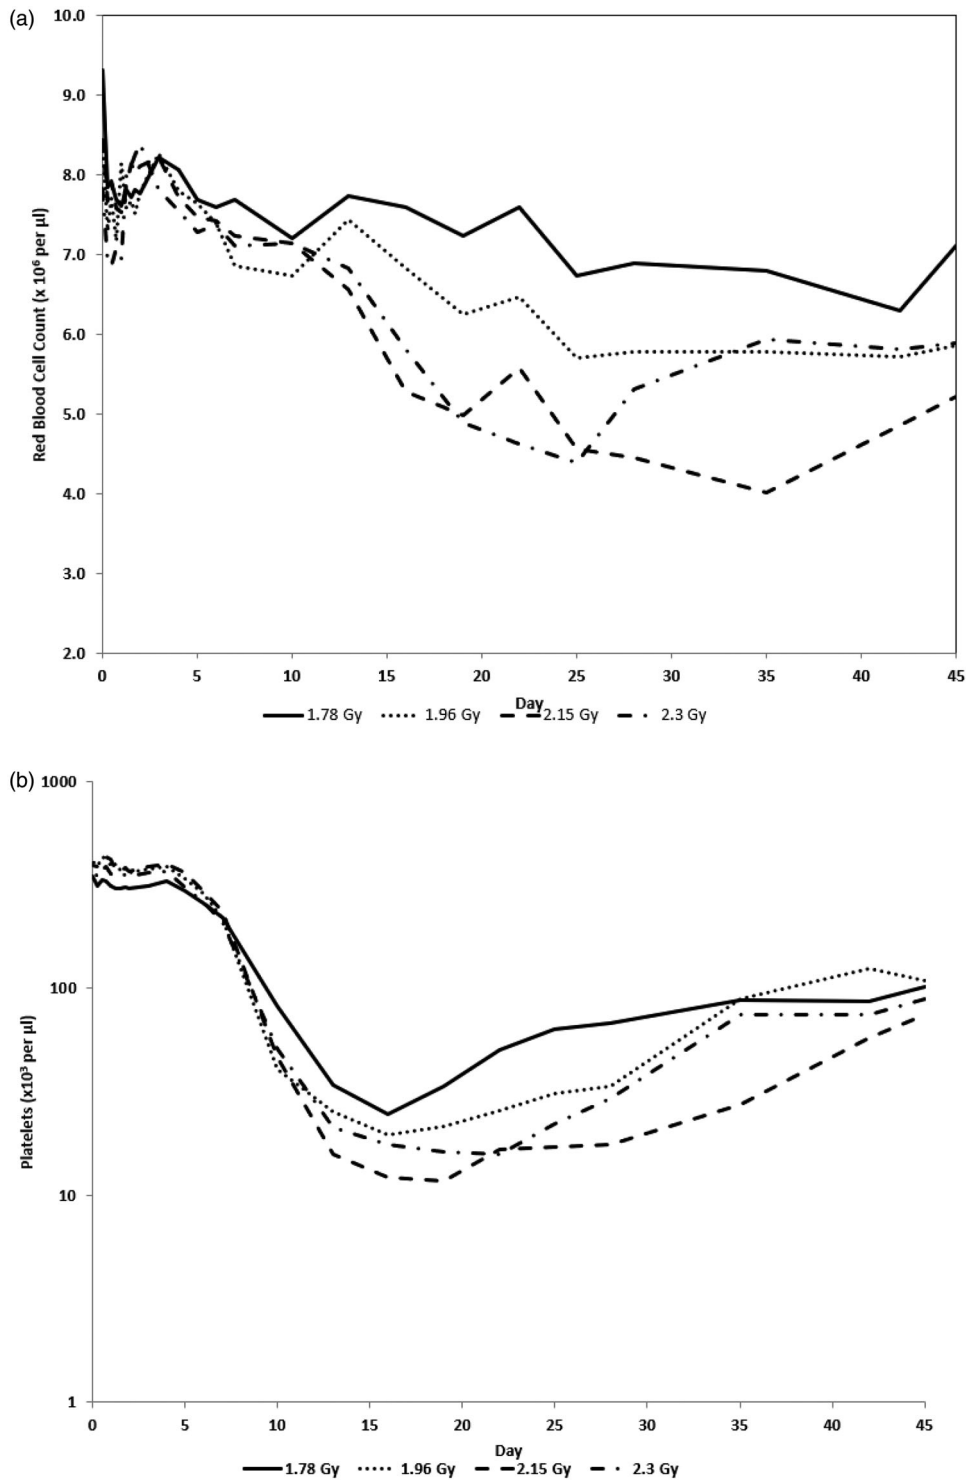 (a)
10.0
9.0
8.0
7.0
6.0
5.0
4.0
3.0
2.0
Red Blood Cell Count (x 10⁶ per µl)
0 5 10 15 20 25 30 35 40 45
Day
1.78 Gy 1.96 Gy 2.15 Gy 2.3 Gy
(b)
1000
100
10
1
Platelets (x10³ per µl)
0 5 10 15 20 25 30 35 40 45
Day
1.78 Gy 1.96 Gy 2.15 Gy 2.3 Gy